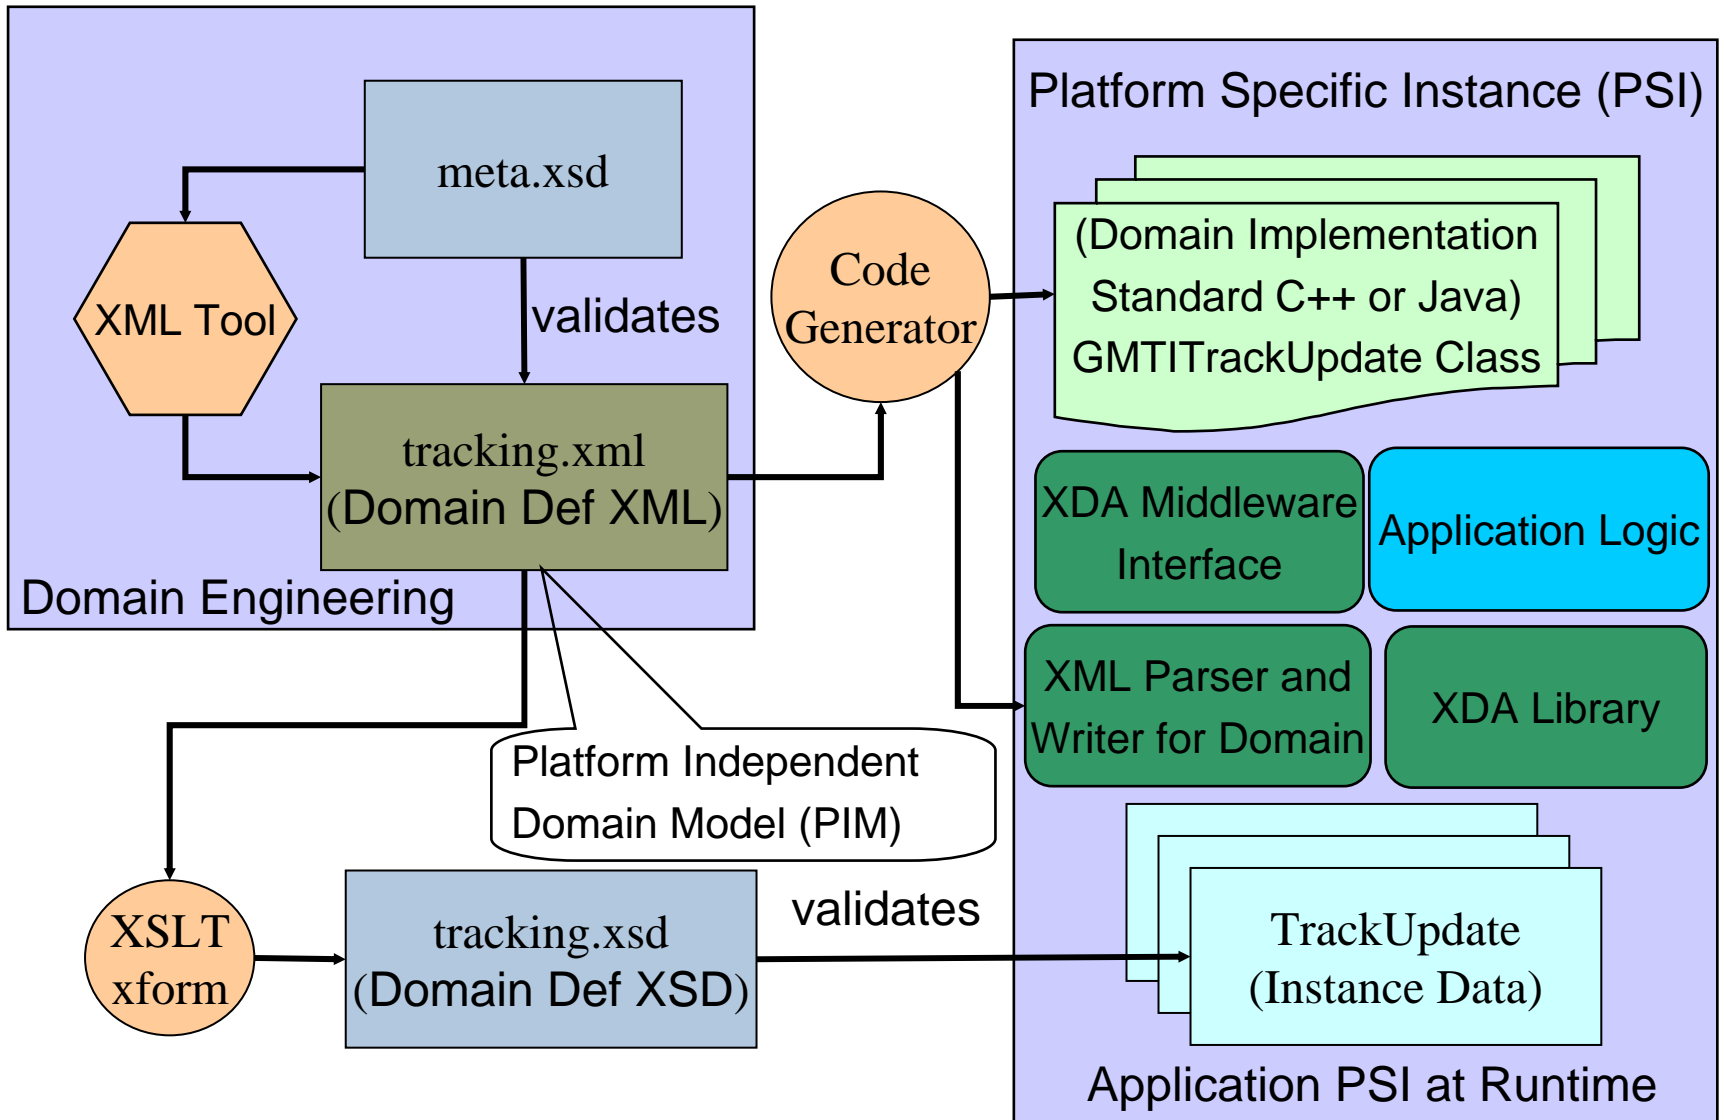 meta.xsd
XML Tool
validates
tracking.xml
(Domain Def XML)
Domain Engineering
Code
Generator
Platform Independent
Domain Model (PIM)
XSLT
xform
tracking.xsd
(Domain Def XSD)
validates
Platform Specific Instance (PSI)
(Domain Implementation
Standard C++ or Java)
GMTITrackUpdate Class
XDA Middleware
Interface
Application Logic
XML Parser and
Writer for Domain
XDA Library
TrackUpdate
(Instance Data)
Application PSI at Runtime